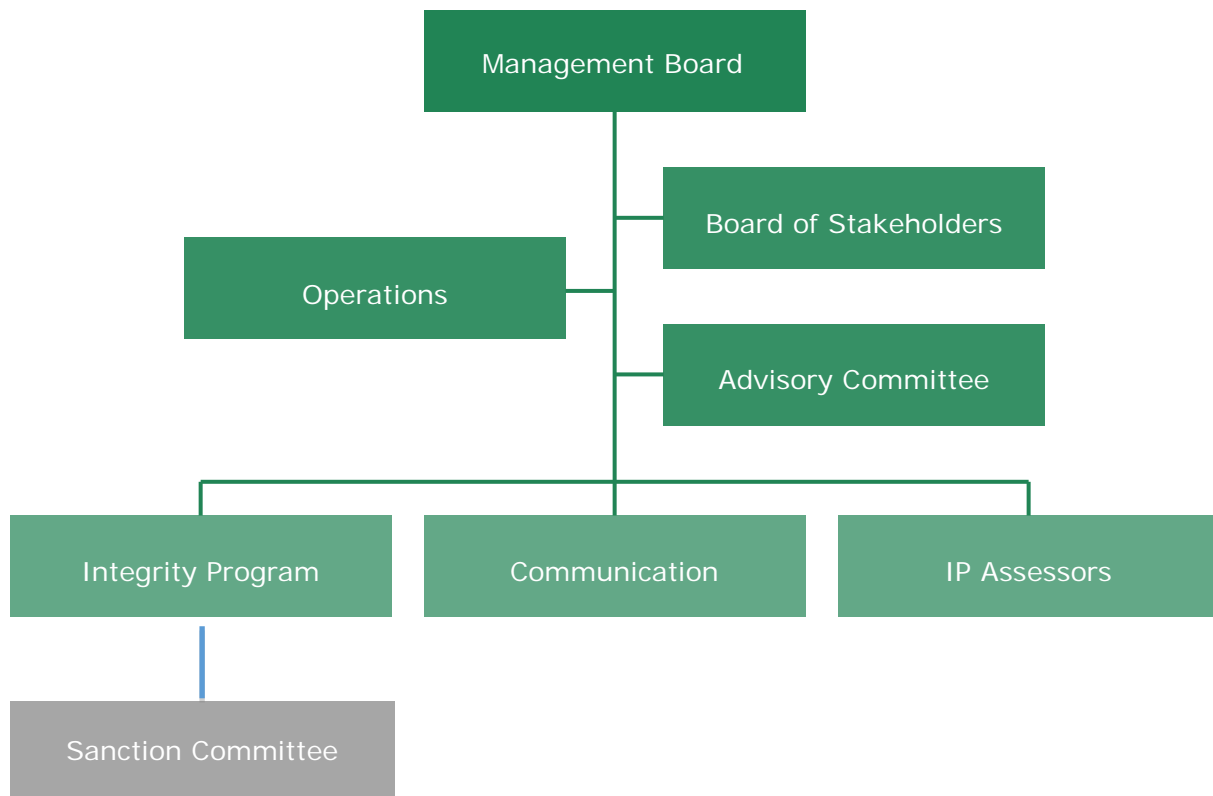 Management Board
Board of Stakeholders
Operations
Advisory Committee
Integrity Program
Communication
IP Assessors
Sanction Committee